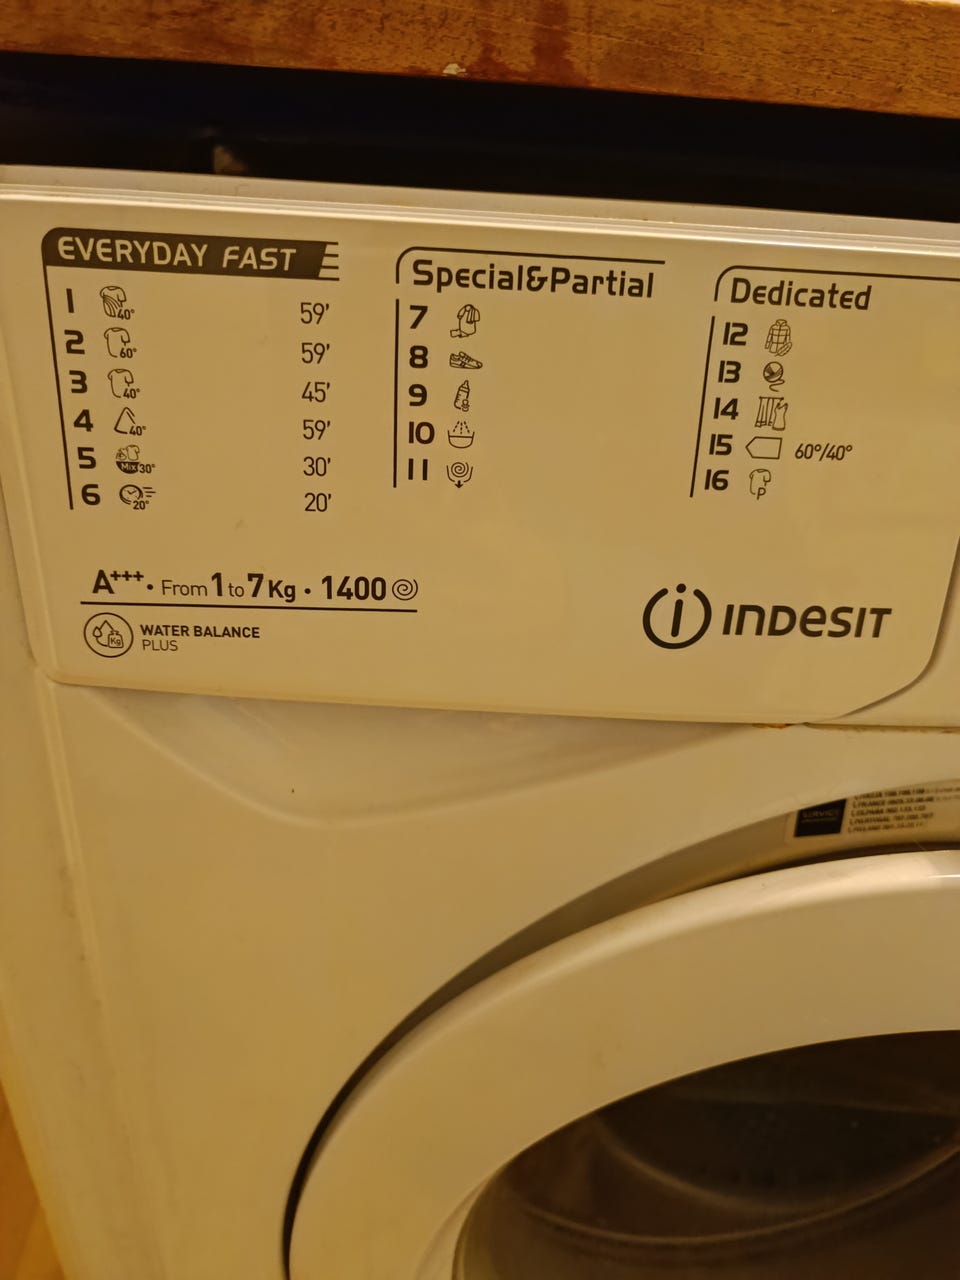 EVERYDAY FAST
1 40° 59'
2 60° 59'
3 40° 45'
4 40° 59'
5 Mix 30° 30'
6 20° 20'
Special&Partial
7
8
9
10
11
Dedicated
12
13
14
15 60°/40°
16 P
A+++ • From 1 to 7 Kg • 1400
Kg WATER BALANCE
PLUS
INDESIT
SERVICE